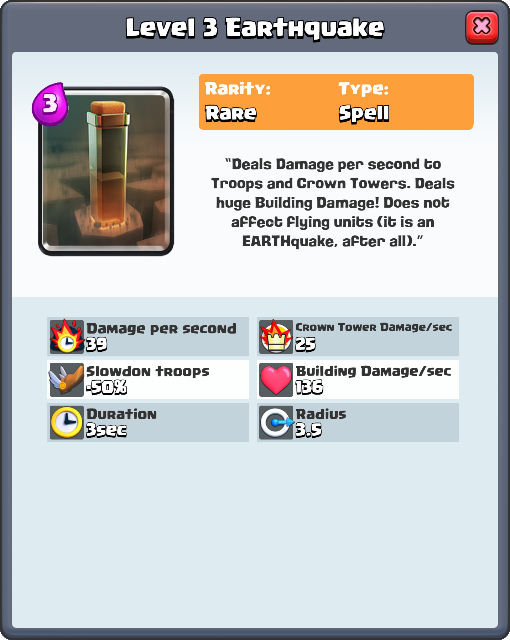 Level 3 Earthquake
3
Rarity:
Type:
Rare
Spell
"Deals Damage per second to
Troops and Crown Towers. Deals
huge Building Damage! Does not
affect flying units (it is an
EARTHquake, after all)."
Damage per second
39
Crown Tower Damage/sec
25
Slowdon troops
-50%
Building Damage/sec
136
Duration
3sec
Radius
3.5